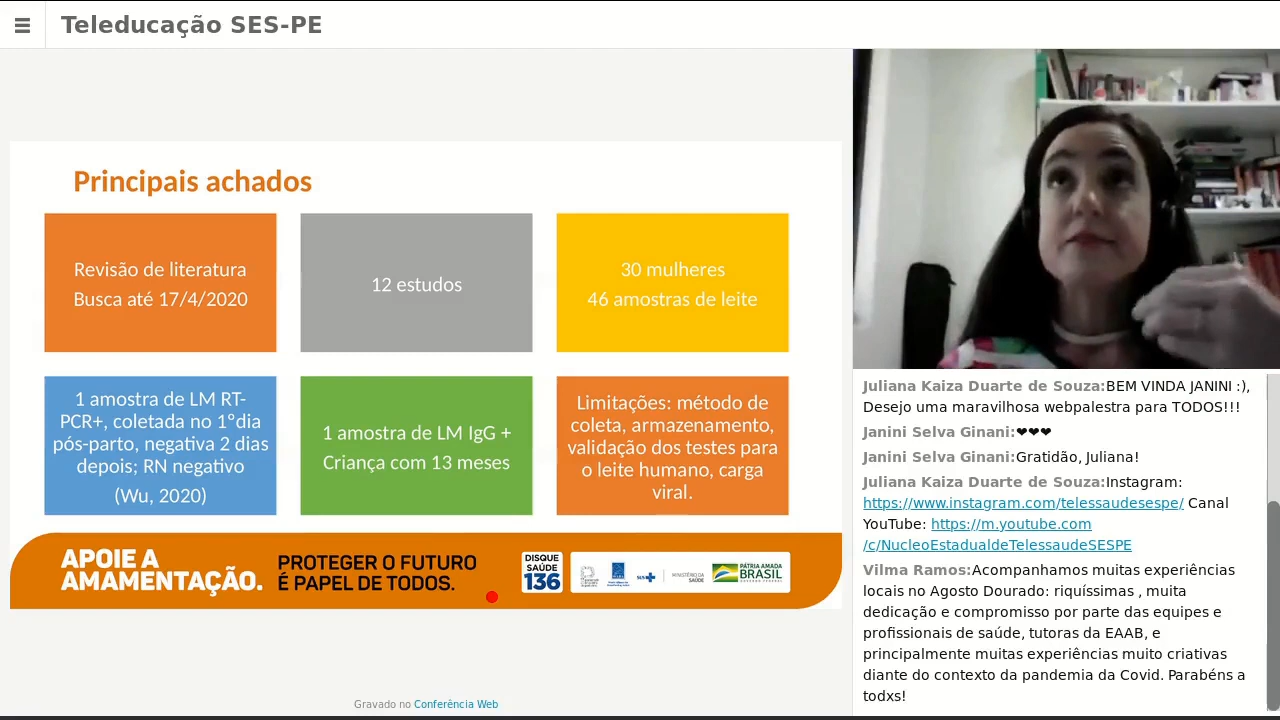 Teleducação SES-PE
Principais achados
Revisão de literatura
Busca até 17/4/2020
12 estudos
30 mulheres
46 amostras de leite
1 amostra de LM RT-
PCR+, coletada no 1°dia
pós-parto, negativa 2 dias
depois; RN negativo
(Wu, 2020)
1 amostra de LM IgG +
Criança com 13 meses
Limitações: método de
coleta, armazenamento,
validação dos testes para
o leite humano, carga
viral.
APOIE A
AMAMENTAÇÃO.
PROTEGER O FUTURO
É PAPEL DE TODOS.
DISQUE
SAÚDE
136
SUS
MINISTÉRIO DA
SAÚDE
PÁTRIA AMADA
BRASIL
Gravado no Conferência Web
Juliana Kaiza Duarte de Souza:BEM VINDA JANINI :),
Desejo uma maravilhosa webpalestra para TODOS!!!
Janini Selva Ginani:❤❤❤
Janini Selva Ginani:Gratidão, Juliana!
Juliana Kaiza Duarte de Souza:Instagram:
https://www.instagram.com/telessaudesespe/ Canal
YouTube: https://m.youtube.com
/c/NucleoEstadualdeTelessaudeSESPE
Vilma Ramos:Acompanhamos muitas experiências
locais no Agosto Dourado: riquíssimas , muita
dedicação e compromisso por parte das equipes e
profissionais de saúde, tutoras da EAAB, e
principalmente muitas experiências muito criativas
diante do contexto da pandemia da Covid. Parabéns a
todxs!